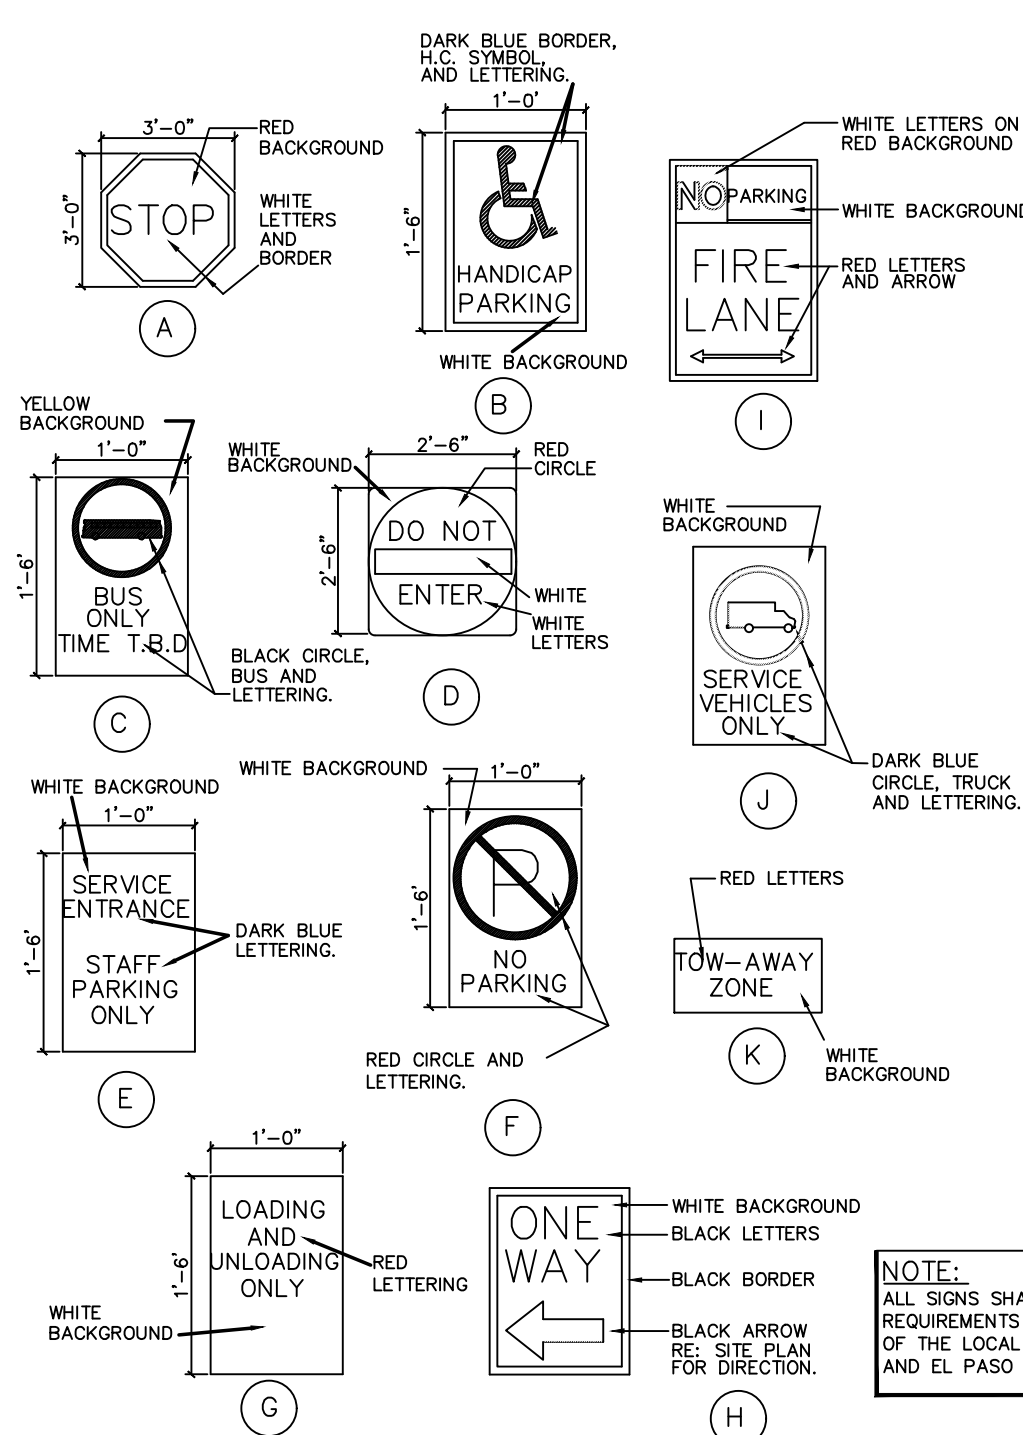 3'-0"
3'-0"
RED
BACKGROUND
STOP
WHITE
LETTERS
AND
BORDER
A
DARK BLUE BORDER,
H.C. SYMBOL,
AND LETTERING.
1'-0'
1'-6"
HANDICAP
PARKING
WHITE BACKGROUND
B
WHITE LETTERS ON
RED BACKGROUND
NO PARKING
WHITE BACKGROUND
FIRE
LANE
RED LETTERS
AND ARROW
I
YELLOW
BACKGROUND
1'-0"
1'-6'
BUS
ONLY
TIME T.B.D
BLACK CIRCLE,
BUS AND
LETTERING.
C
WHITE
BACKGROUND
2'-6"
2'-6"
RED
CIRCLE
DO NOT
ENTER
WHITE
WHITE
LETTERS
D
WHITE
BACKGROUND
SERVICE
VEHICLES
ONLY
DARK BLUE
CIRCLE, TRUCK
AND LETTERING.
J
WHITE BACKGROUND
1'-0"
1'-6'
SERVICE
ENTRANCE
STAFF
PARKING
ONLY
DARK BLUE
LETTERING.
E
WHITE BACKGROUND
1'-0"
1'-6'
P
NO
PARKING
RED CIRCLE AND
LETTERING.
F
RED LETTERS
TOW-AWAY
ZONE
WHITE
BACKGROUND
K
1'-0"
1'-6'
LOADING
AND
UNLOADING
ONLY
RED
LETTERING
WHITE
BACKGROUND
G
ONE
WAY
WHITE BACKGROUND
BLACK LETTERS
BLACK BORDER
BLACK ARROW
RE: SITE PLAN
FOR DIRECTION.
H
NOTE:
ALL SIGNS SHA
REQUIREMENTS
OF THE LOCAL
AND EL PASO